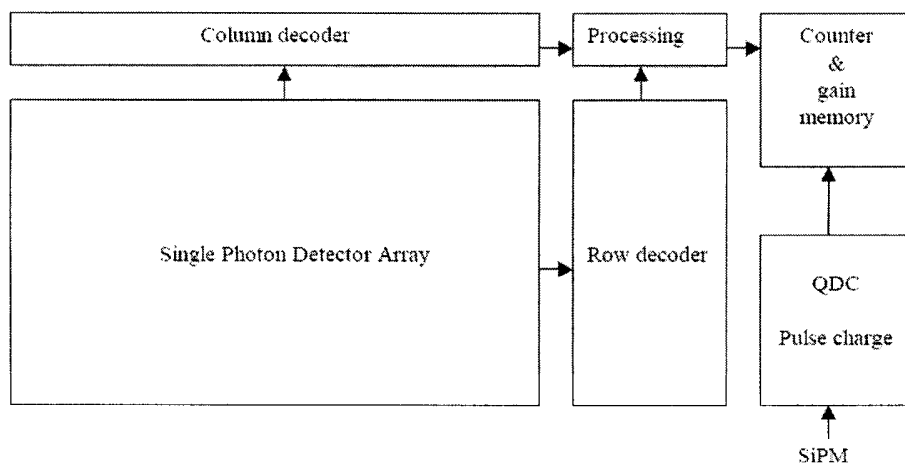 Column decoder
Processing
Counter
&
gain
memory
Single Photon Detector Array
Row decoder
QDC
Pulse charge
SiPM